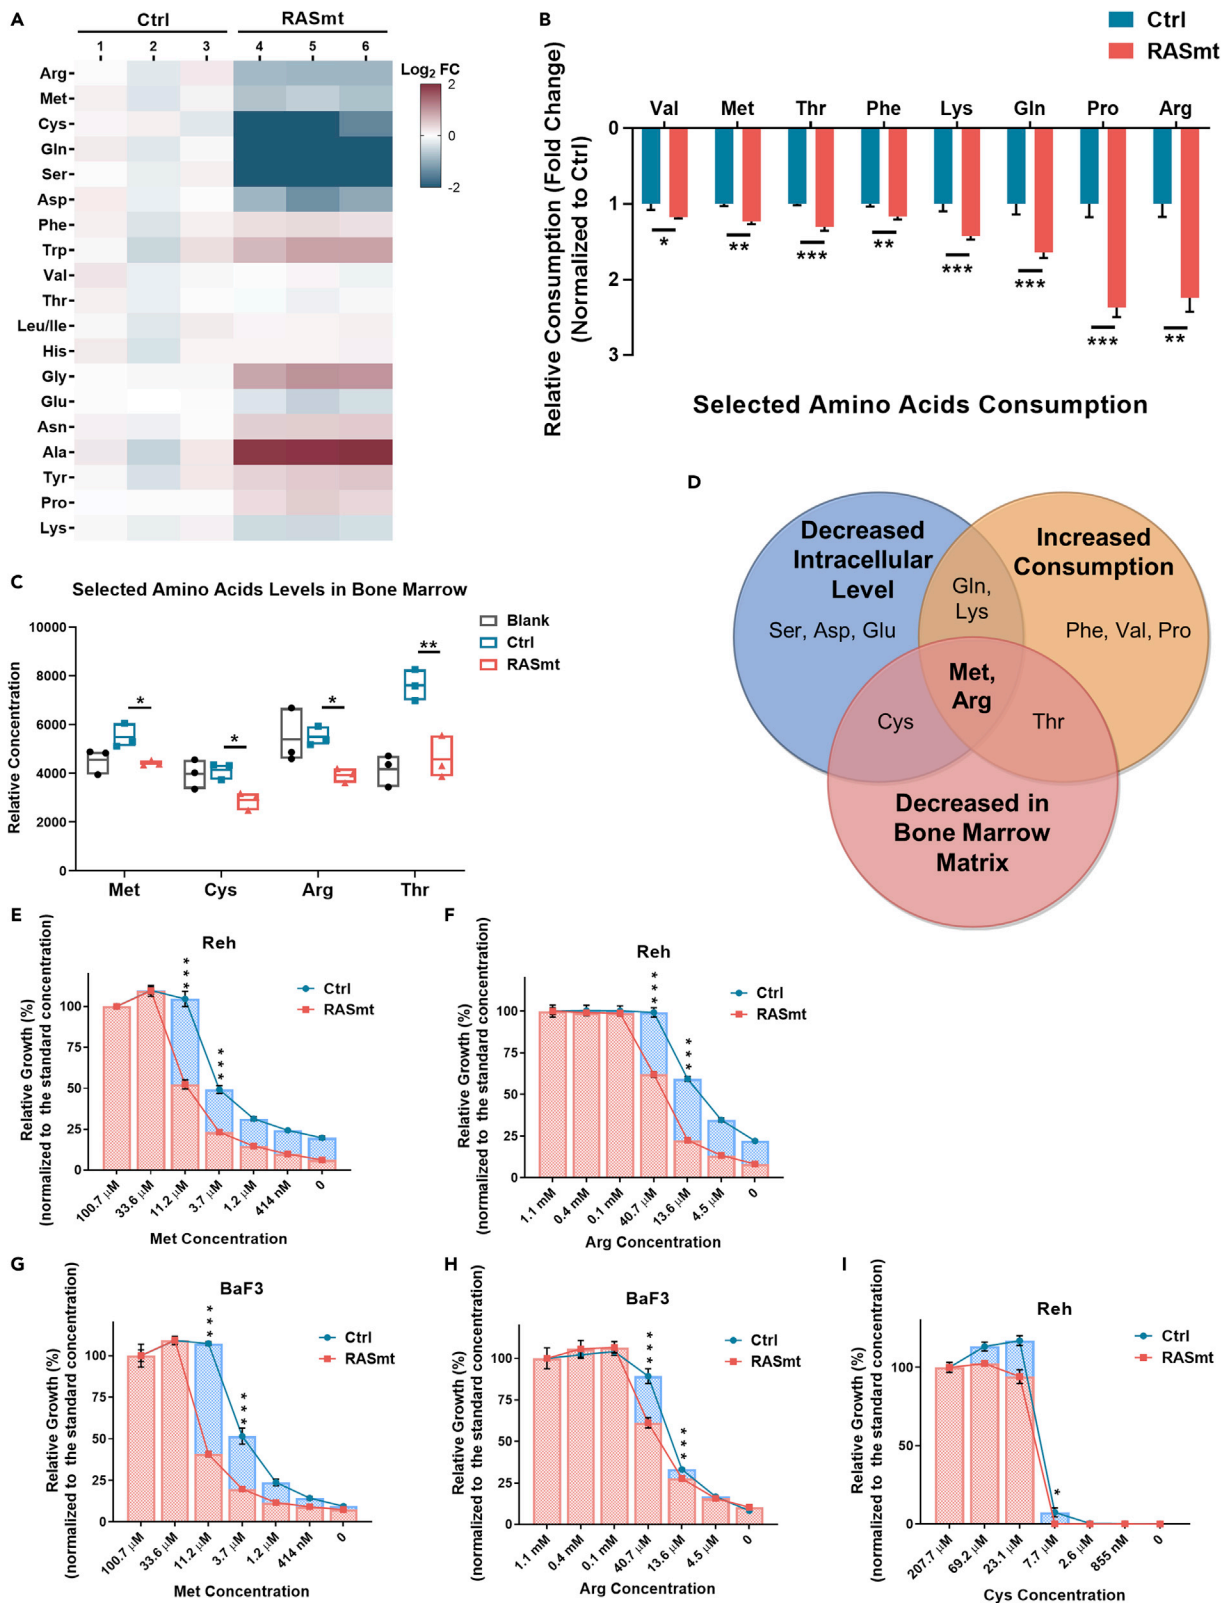 A
Ctrl RASmt
1 2 3 4 5 6
Arg
Met
Cys
Gln
Ser
Asp
Phe
Trp
Val
Thr
Leu/Ile
His
Gly
Glu
Asn
Ala
Tyr
Pro
Lys
Log2 FC
2
0
-2
B
Ctrl
RASmt
Relative Consumption (Fold Change)
(Normalized to Ctrl)
Val Met Thr Phe Lys Gln Pro Arg
0
1
2
3
* ** *** ** *** *** *** **
Selected Amino Acids Consumption
C
Selected Amino Acids Levels in Bone Marrow
Relative Concentration
10000
8000
6000
4000
2000
0
* * * **
Blank
Ctrl
RASmt
Met Cys Arg Thr
D
Decreased
Intracellular
Level
Increased
Consumption
Gln,
Lys
Ser, Asp, Glu
Phe, Val, Pro
Met,
Arg
Cys
Thr
Decreased in
Bone Marrow
Matrix
E
Reh
Relative Growth (%)
(normalized to the standard concentration)
100
75
50
25
0
*** ***
Ctrl
RASmt
100.7 μM 33.6 μM 11.2 μM 3.7 μM 1.2 μM 414 nM 0
Met Concentration
F
Reh
Relative Growth (%)
(normalized to the standard concentration)
100
75
50
25
0
*** ***
Ctrl
RASmt
1.1 mM 0.4 mM 0.1 mM 40.7 μM 13.6 μM 4.5 μM 0
Arg Concentration
G
BaF3
Relative Growth (%)
(normalized to the standard concentration)
100
75
50
25
0
*** ***
Ctrl
RASmt
100.7 μM 33.6 μM 11.2 μM 3.7 μM 1.2 μM 414 nM 0
Met Concentration
H
BaF3
Relative Growth (%)
(normalized to the standard concentration)
100
75
50
25
0
*** ***
Ctrl
RASmt
1.1 mM 0.4 mM 0.1 mM 40.7 μM 13.6 μM 4.5 μM 0
Arg Concentration
I
Reh
Relative Growth (%)
(normalized to the standard concentration)
100
50
0
*
Ctrl
RASmt
207.7 μM 69.2 μM 23.1 μM 7.7 μM 2.6 μM 855 nM 0
Cys Concentration